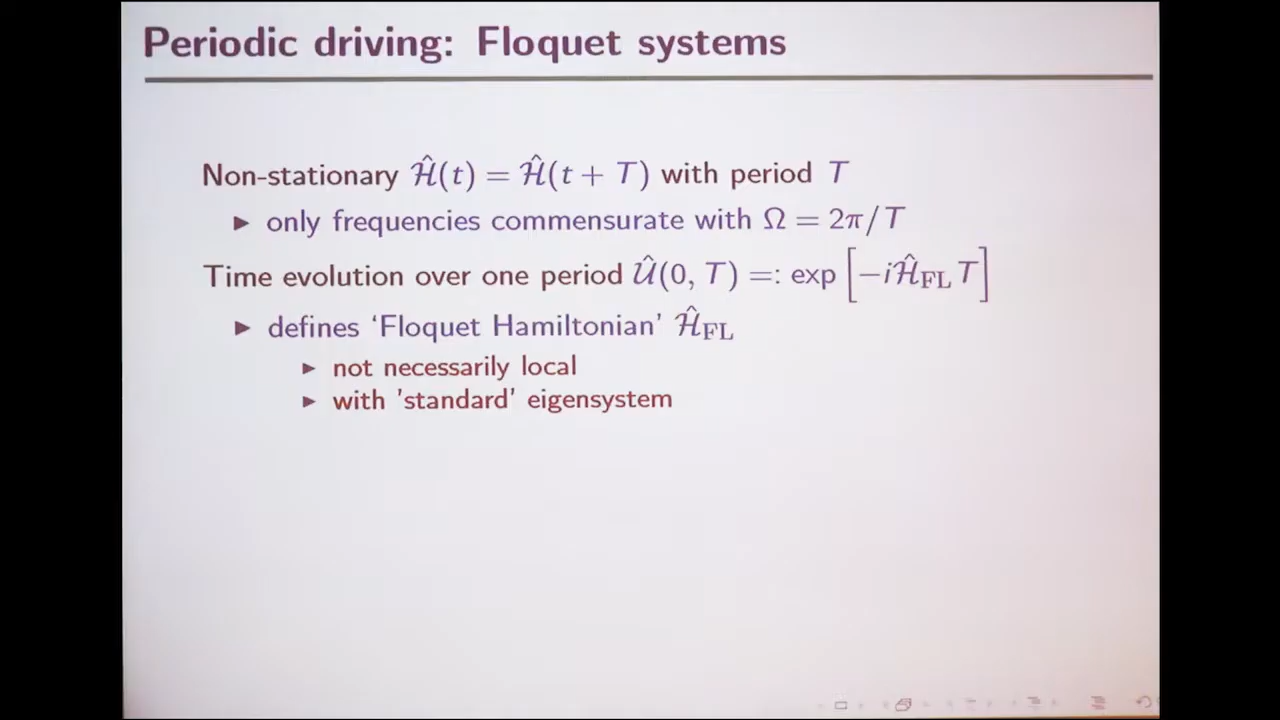 Periodic driving: Floquet systems
Non-stationary Ĥ(t) = Ĥ(t + T) with period T
▶ only frequencies commensurate with Ω = 2π/T
Time evolution over one period Û(0, T) =: exp [−iĤ_FL T]
▶ defines ‘Floquet Hamiltonian’ Ĥ_FL
▶ not necessarily local
▶ with ’standard’ eigensystem